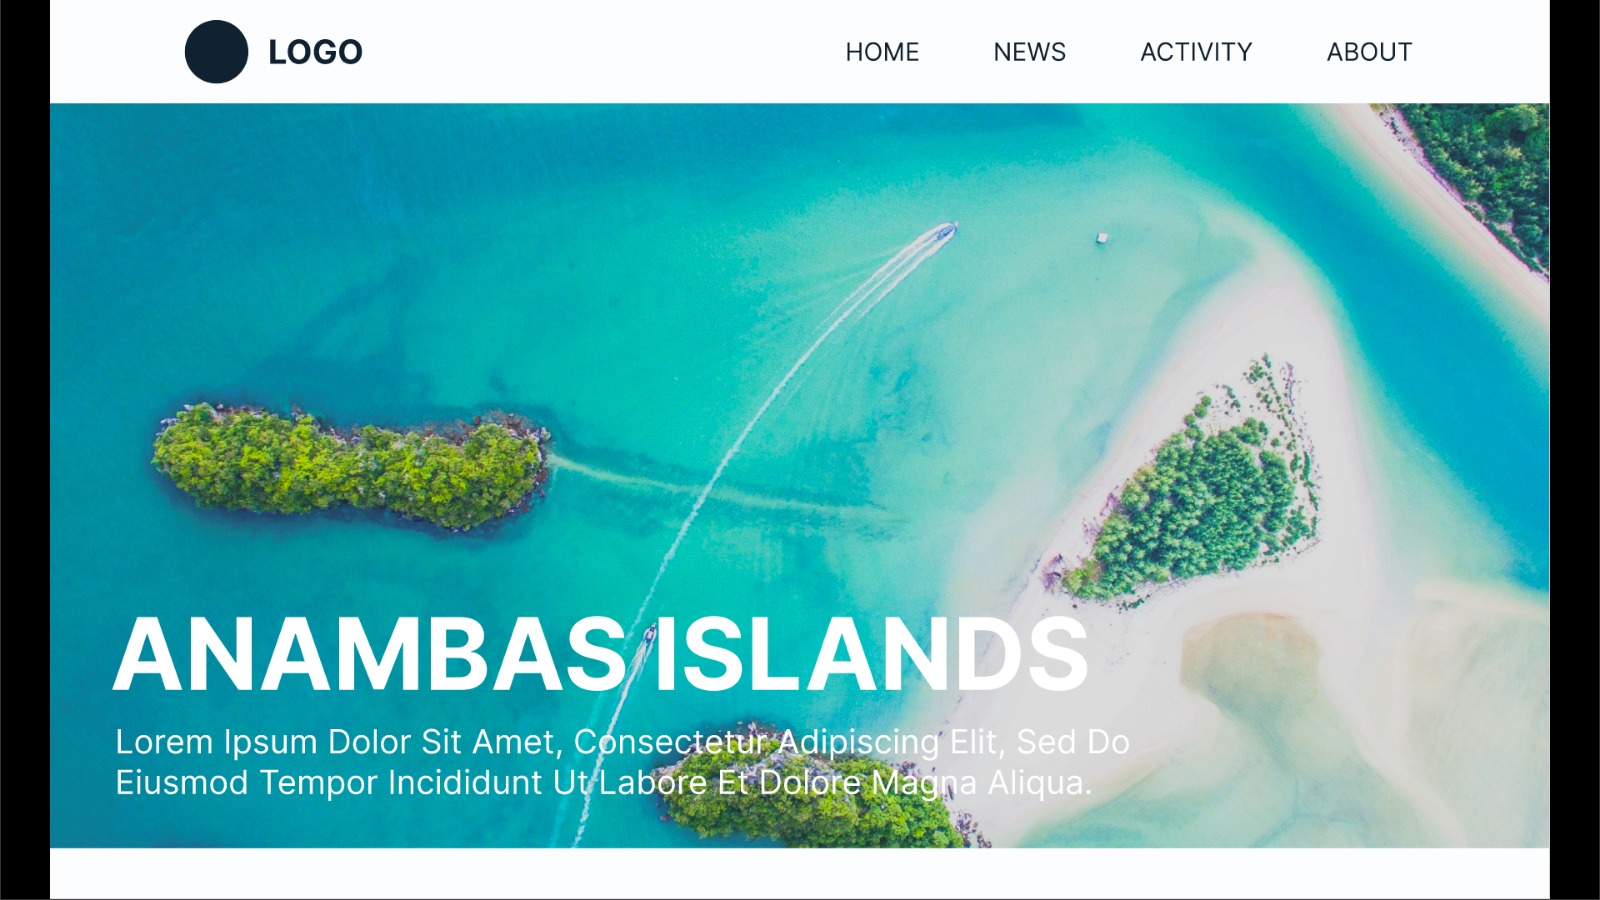 LOGO
HOME NEWS ACTIVITY ABOUT
ANAMBAS ISLANDS
Lorem Ipsum Dolor Sit Amet, Consectetur Adipiscing Elit, Sed Do
Eiusmod Tempor Incididunt Ut Labore Et Dolore Magna Aliqua.